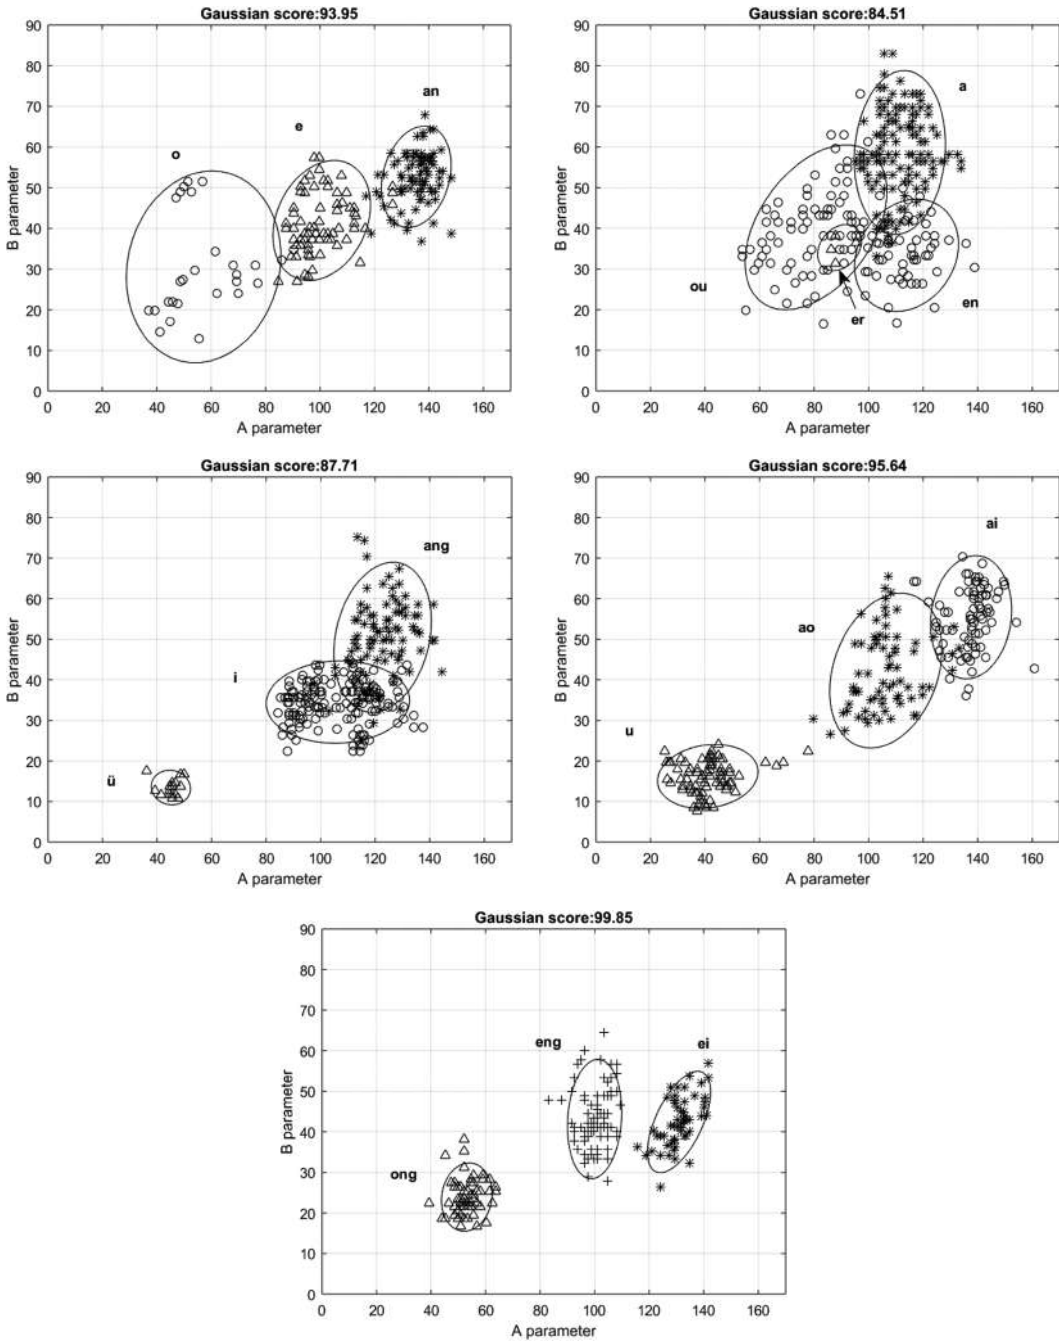 Gaussian score:93.95
90
80
70
60
50
40
30
20
10
0
B parameter
o
e
an
0 20 40 60 80 100 120 140 160
A parameter
Gaussian score:84.51
90
80
70
60
50
40
30
20
10
0
B parameter
a
ou
er
en
0 20 40 60 80 100 120 140 160
A parameter
Gaussian score:87.71
90
80
70
60
50
40
30
20
10
0
B parameter
ang
i
ü
0 20 40 60 80 100 120 140 160
A parameter
Gaussian score:95.64
90
80
70
60
50
40
30
20
10
0
B parameter
ai
ao
u
0 20 40 60 80 100 120 140 160
A parameter
Gaussian score:99.85
90
80
70
60
50
40
30
20
10
0
B parameter
eng
ei
ong
0 20 40 60 80 100 120 140 160
A parameter